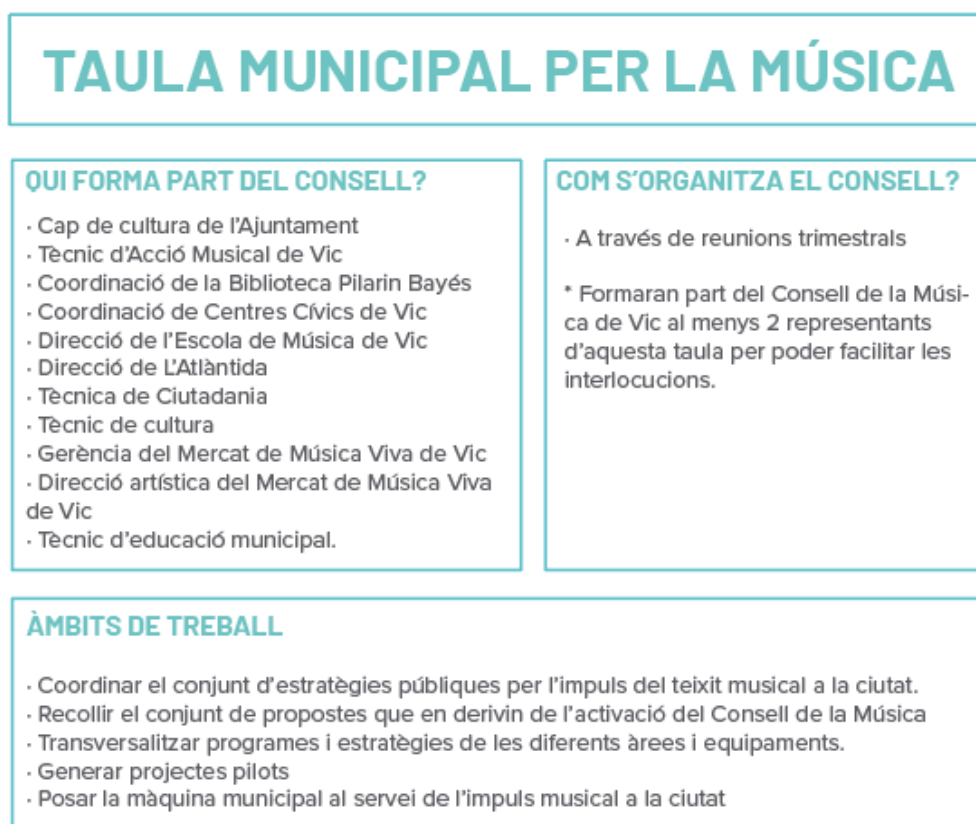 TAULA MUNICIPAL PER LA MÚSICA
QUI FORMA PART DEL CONSELL?
· Cap de cultura de l'Ajuntament
· Tècnic d'Acció Musical de Vic
· Coordinació de la Biblioteca Pilarin Bayés
· Coordinació de Centres Cívics de Vic
· Direcció de l'Escola de Música de Vic
· Direcció de L'Atlàntida
· Tècnica de Ciutadania
· Tècnic de cultura
· Gerència del Mercat de Música Viva de Vic
· Direcció artística del Mercat de Música Viva
de Vic
· Tècnic d'educació municipal.
COM S'ORGANITZA EL CONSELL?
· A través de reunions trimestrals
* Formaran part del Consell de la Músi-
ca de Vic al menys 2 representants
d'aquesta taula per poder facilitar les
interlocucions.
ÀMBITS DE TREBALL
· Coordinar el conjunt d'estratègies públiques per l'impuls del teixit musical a la ciutat.
· Recollir el conjunt de propostes que en derivin de l'activació del Consell de la Música
· Transversalitzar programes i estratègies de les diferents àrees i equipaments.
· Generar projectes pilots
· Posar la màquina municipal al servei de l'impuls musical a la ciutat